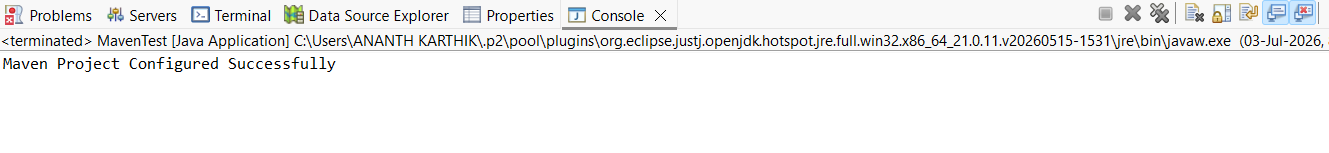 Problems Servers Terminal Data Source Explorer Properties Console
<terminated> MavenTest [Java Application] C:\Users\ANANTH KARTHIK\.p2\pool\plugins\org.eclipse.justj.openjdk.hotspot.jre.full.win32.x86_64_21.0.11.v20260515-1531\jre\bin\javaw.exe (03-Jul-2026,
Maven Project Configured Successfully